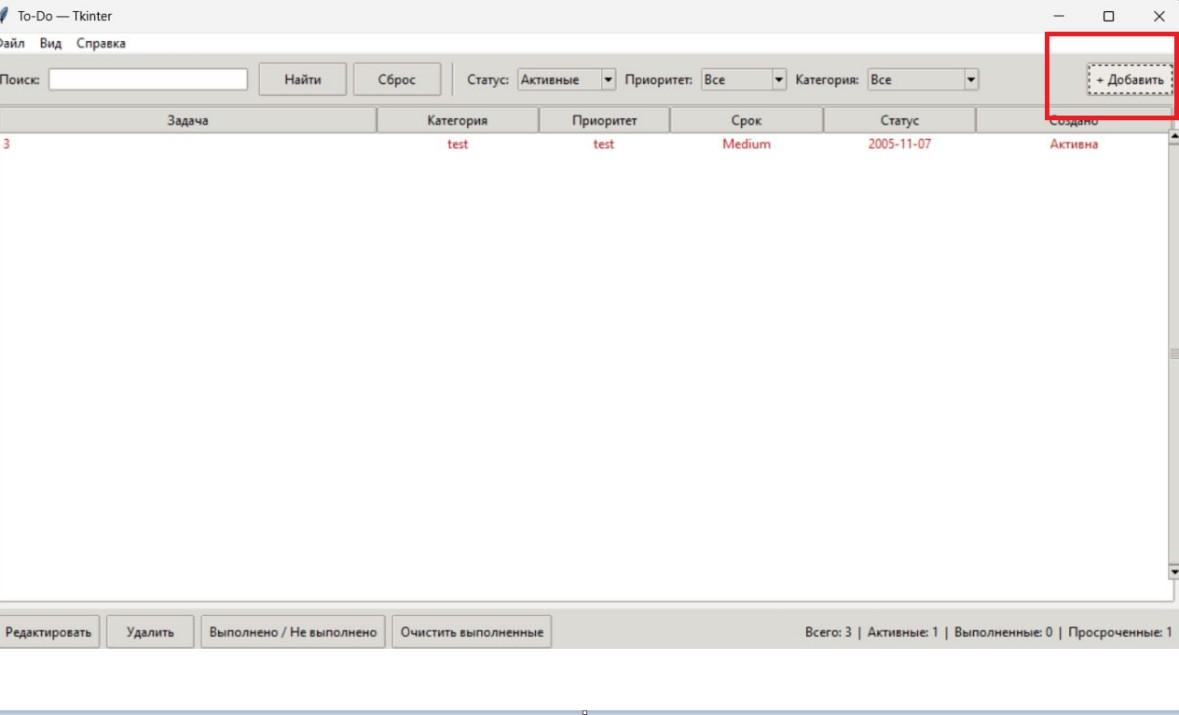 To-Do — Tkinter
Файл Вид Справка
Поиск: Найти Сброс Статус: Активные Приоритет: Все Категория: Все + Добавить
Задача Категория Приоритет Срок Статус Создано
3 test test Medium 2005-11-07 Активна
Редактировать Удалить Выполнено / Не выполнено Очистить выполненные Всего: 3 | Активные: 1 | Выполненные: 0 | Просроченные: 1